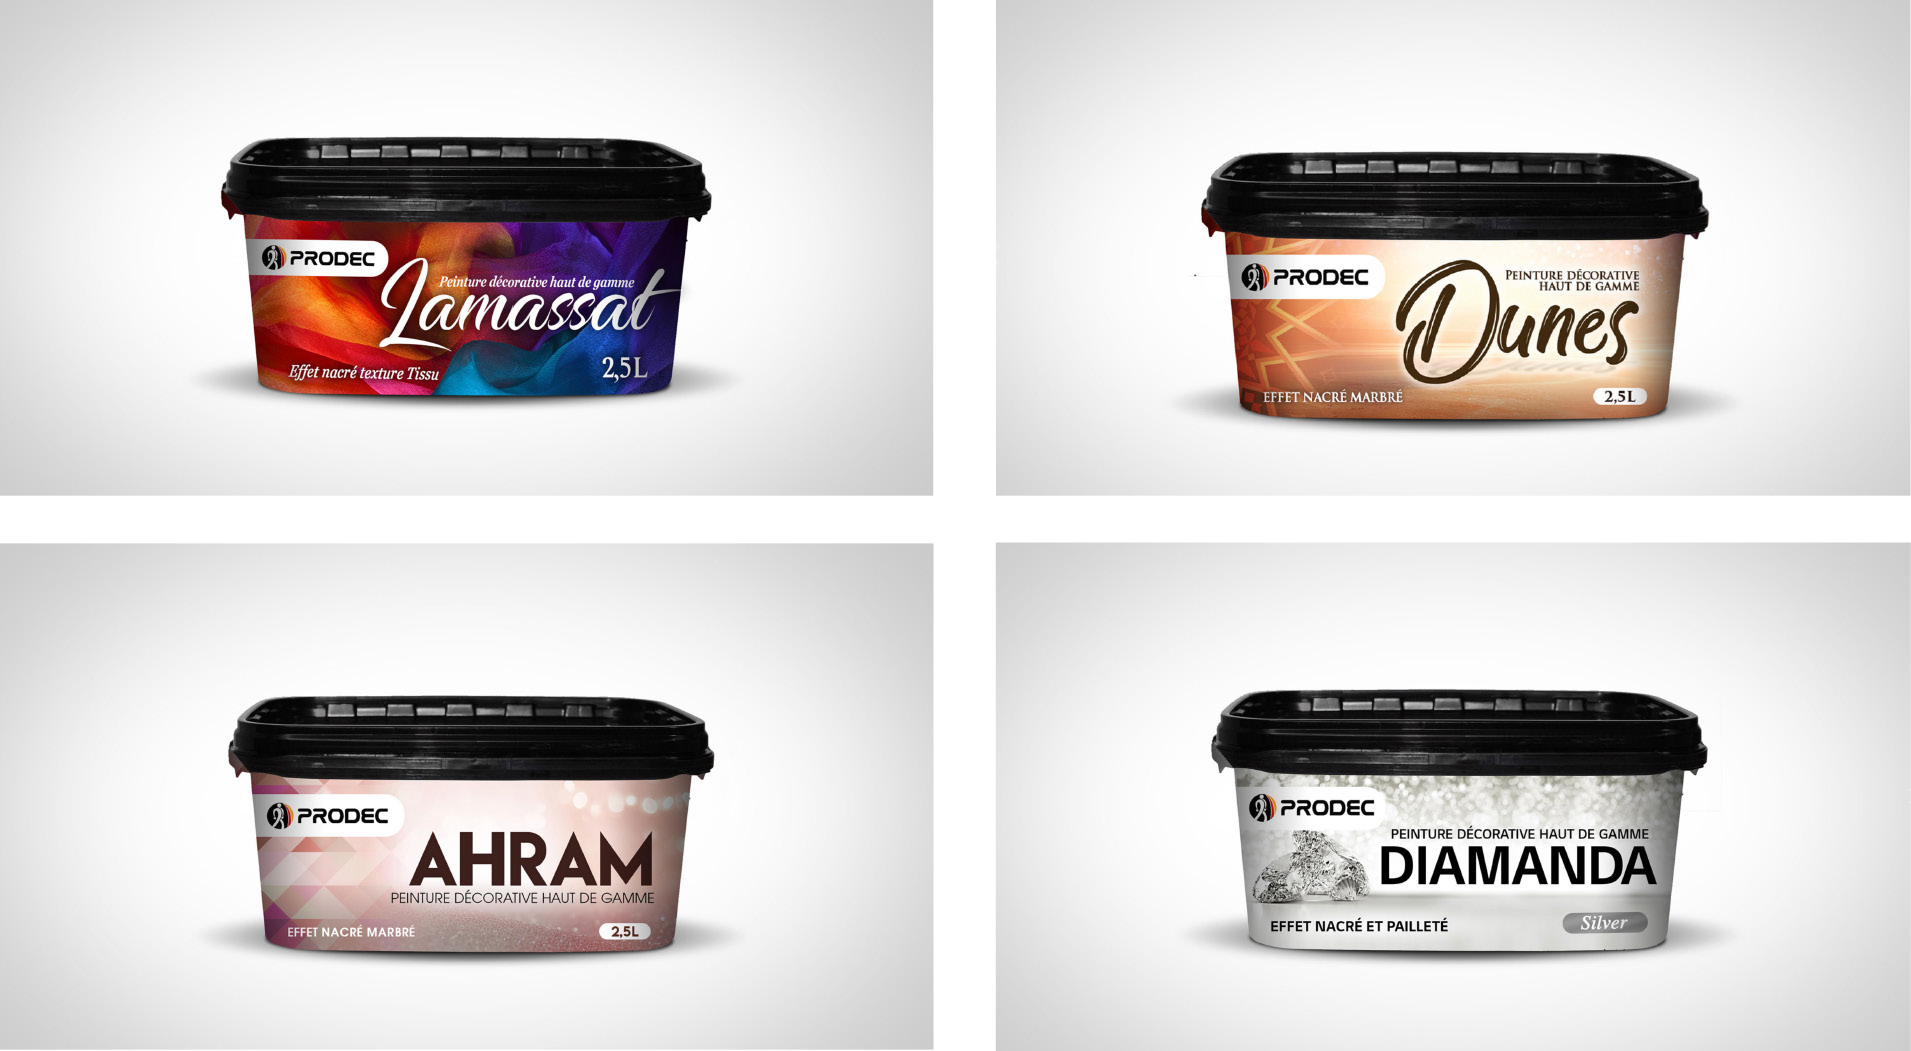 PRODEC
Peinture décorative haut de gamme
Lamassat
Effet nacré texture Tissu
2,5L
PRODEC
PEINTURE DÉCORATIVE
HAUT DE GAMME
Dunes
EFFET NACRÉ MARBRÉ
2,5L
PRODEC
AHRAM
PEINTURE DÉCORATIVE HAUT DE GAMME
EFFET NACRÉ MARBRÉ
2,5L
PRODEC
PEINTURE DÉCORATIVE HAUT DE GAMME
DIAMANDA
EFFET NACRÉ ET PAILLETÉ
Silver